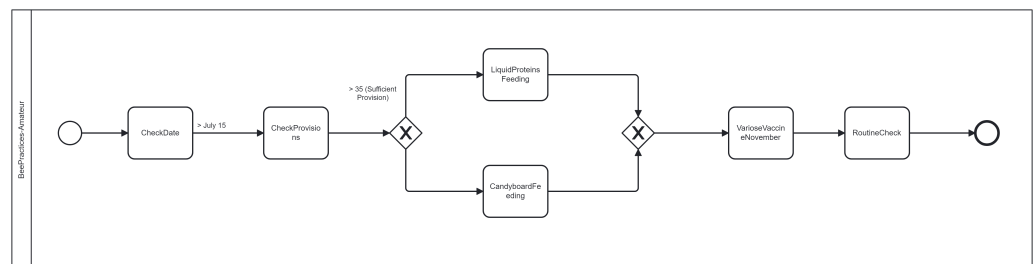 BeePractices-Amateur
CheckDate
> July 15
CheckProvisio
ns
> 35 (Sufficient
Provision)
X
LiquidProteins
Feeding
CandyboardFe
eding
X
VarioseVaccin
eNovember
RoutineCheck